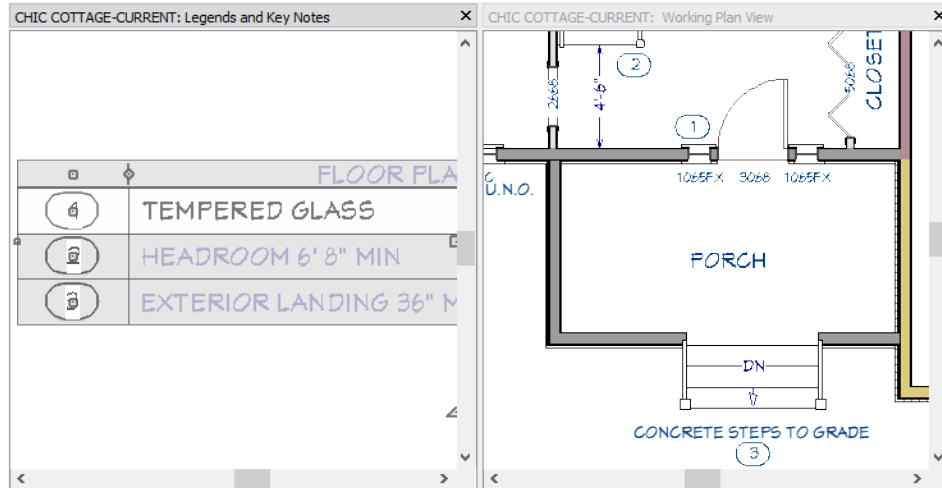 CHIC COTTAGE-CURRENT: Legends and Key Notes
FLOOR PLA
TEMPERED GLASS
HEADROOM 6' 8" MIN
EXTERIOR LANDING 36" M
CHIC COTTAGE-CURRENT: Working Plan View
2
2668
4'-6"
5068
CLOSET
1
U.N.O.
1065FX 3068 1065FX
PORCH
DN
CONCRETE STEPS TO GRADE
3